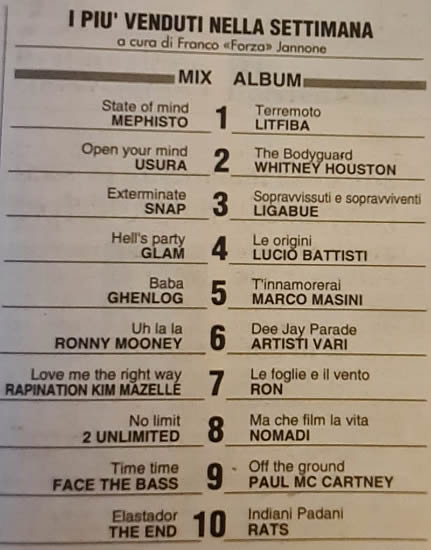 I PIU' VENDUTI NELLA SETTIMANA
a cura di Franco «Forza» Jannone
MIX ALBUM
State of mind
MEPHISTO
1
Terremoto
LITFIBA
Open your mind
USURA
2
The Bodyguard
WHITNEY HOUSTON
Exterminate
SNAP
3
Sopravvissuti e sopravviventi
LIGABUE
Hell's party
GLAM
4
Le origini
LUCIO BATTISTI
Baba
GHENLOG
5
T'innamorerai
MARCO MASINI
Uh la la
RONNY MOONEY
6
Dee Jay Parade
ARTISTI VARI
Love me the right way
RAPINATION KIM MAZELLE
7
Le foglie e il vento
RON
No limit
2 UNLIMITED
8
Ma che film la vita
NOMADI
Time time
FACE THE BASS
9
Off the ground
PAUL MC CARTNEY
Elastador
THE END
10
Indiani Padani
RATS